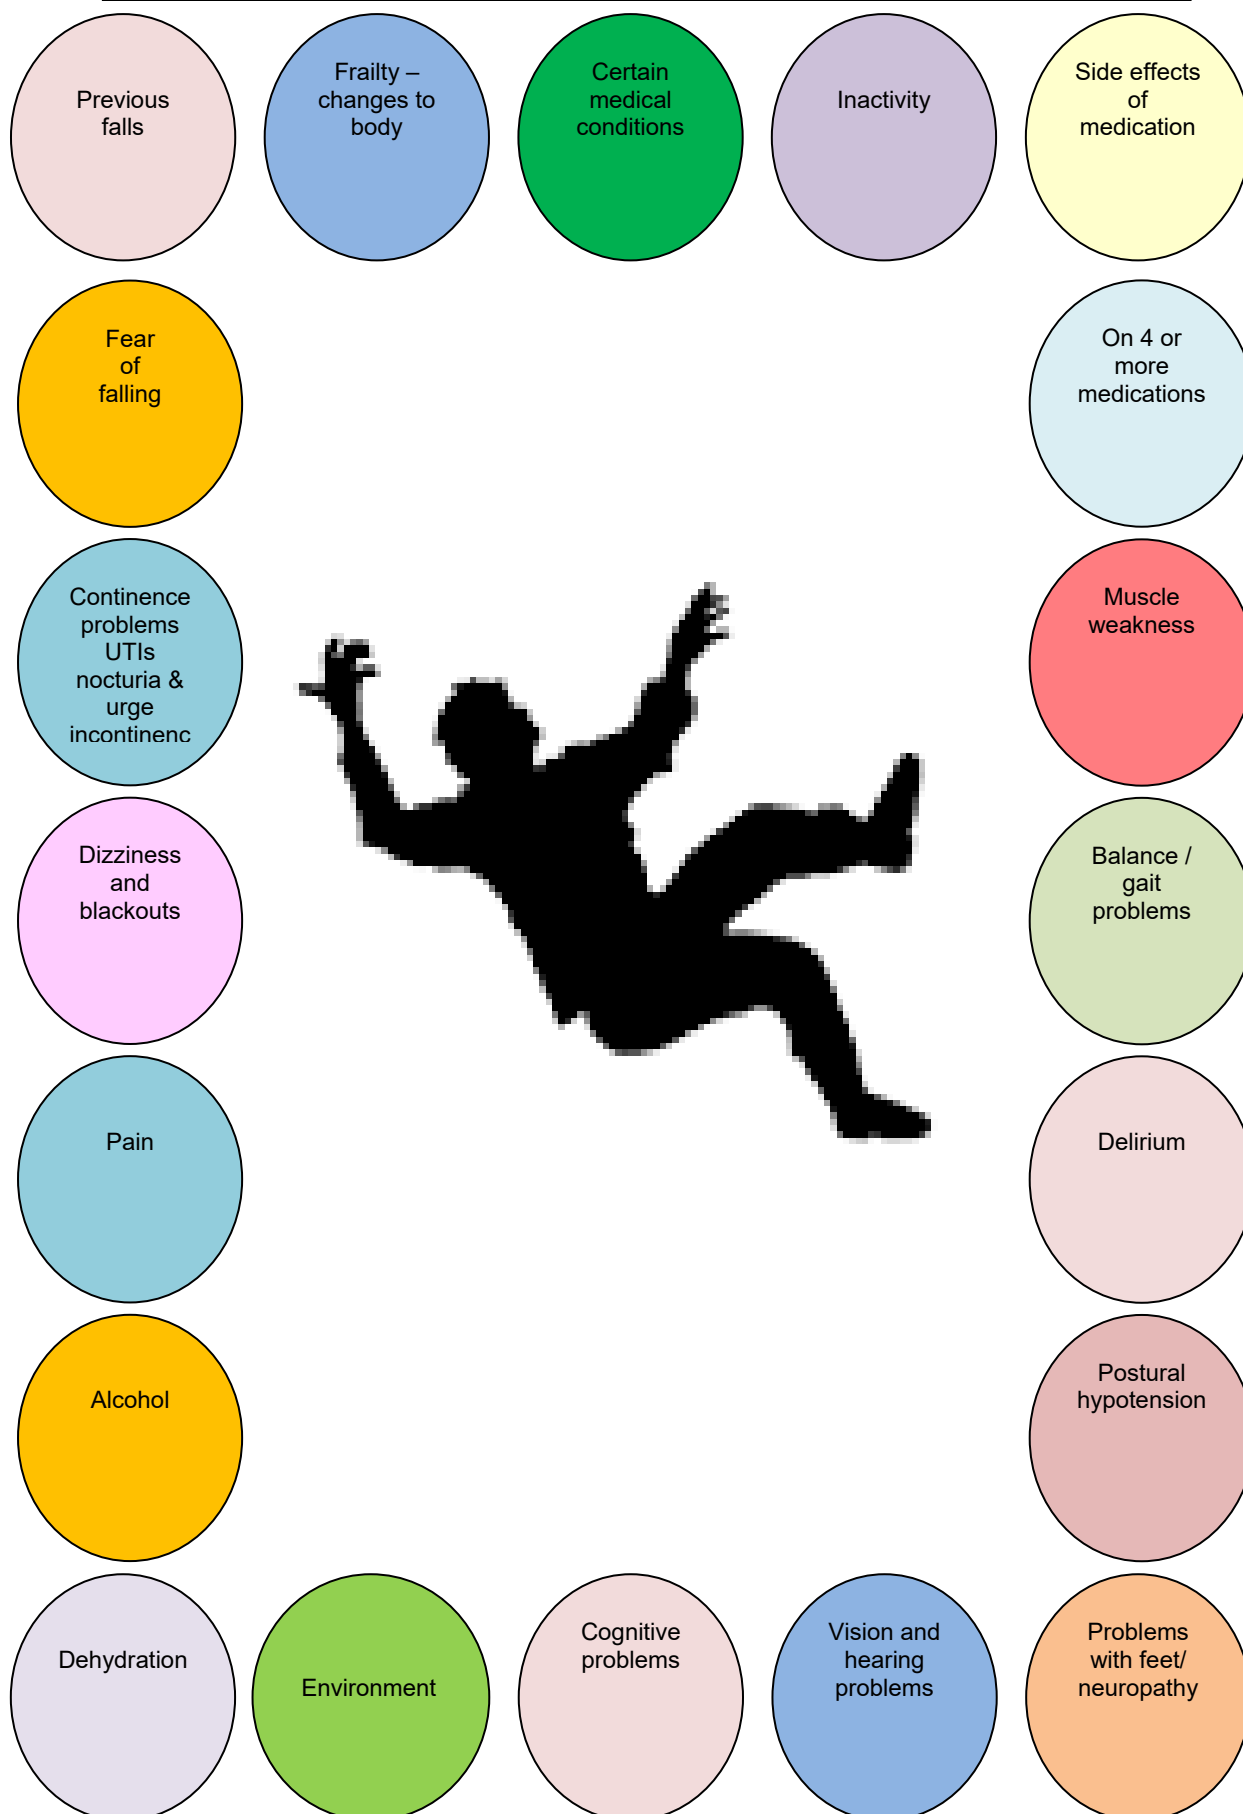 Previous
falls
Frailty –
changes to
body
Certain
medical
conditions
Inactivity
Side effects
of
medication
Fear
of
falling
On 4 or
more
medications
Continence
problems
UTIs
nocturia &
urge
incontinenc
Muscle
weakness
Dizziness
and
blackouts
Balance /
gait
problems
Pain
Delirium
Alcohol
Postural
hypotension
Dehydration
Environment
Cognitive
problems
Vision and
hearing
problems
Problems
with feet/
neuropathy